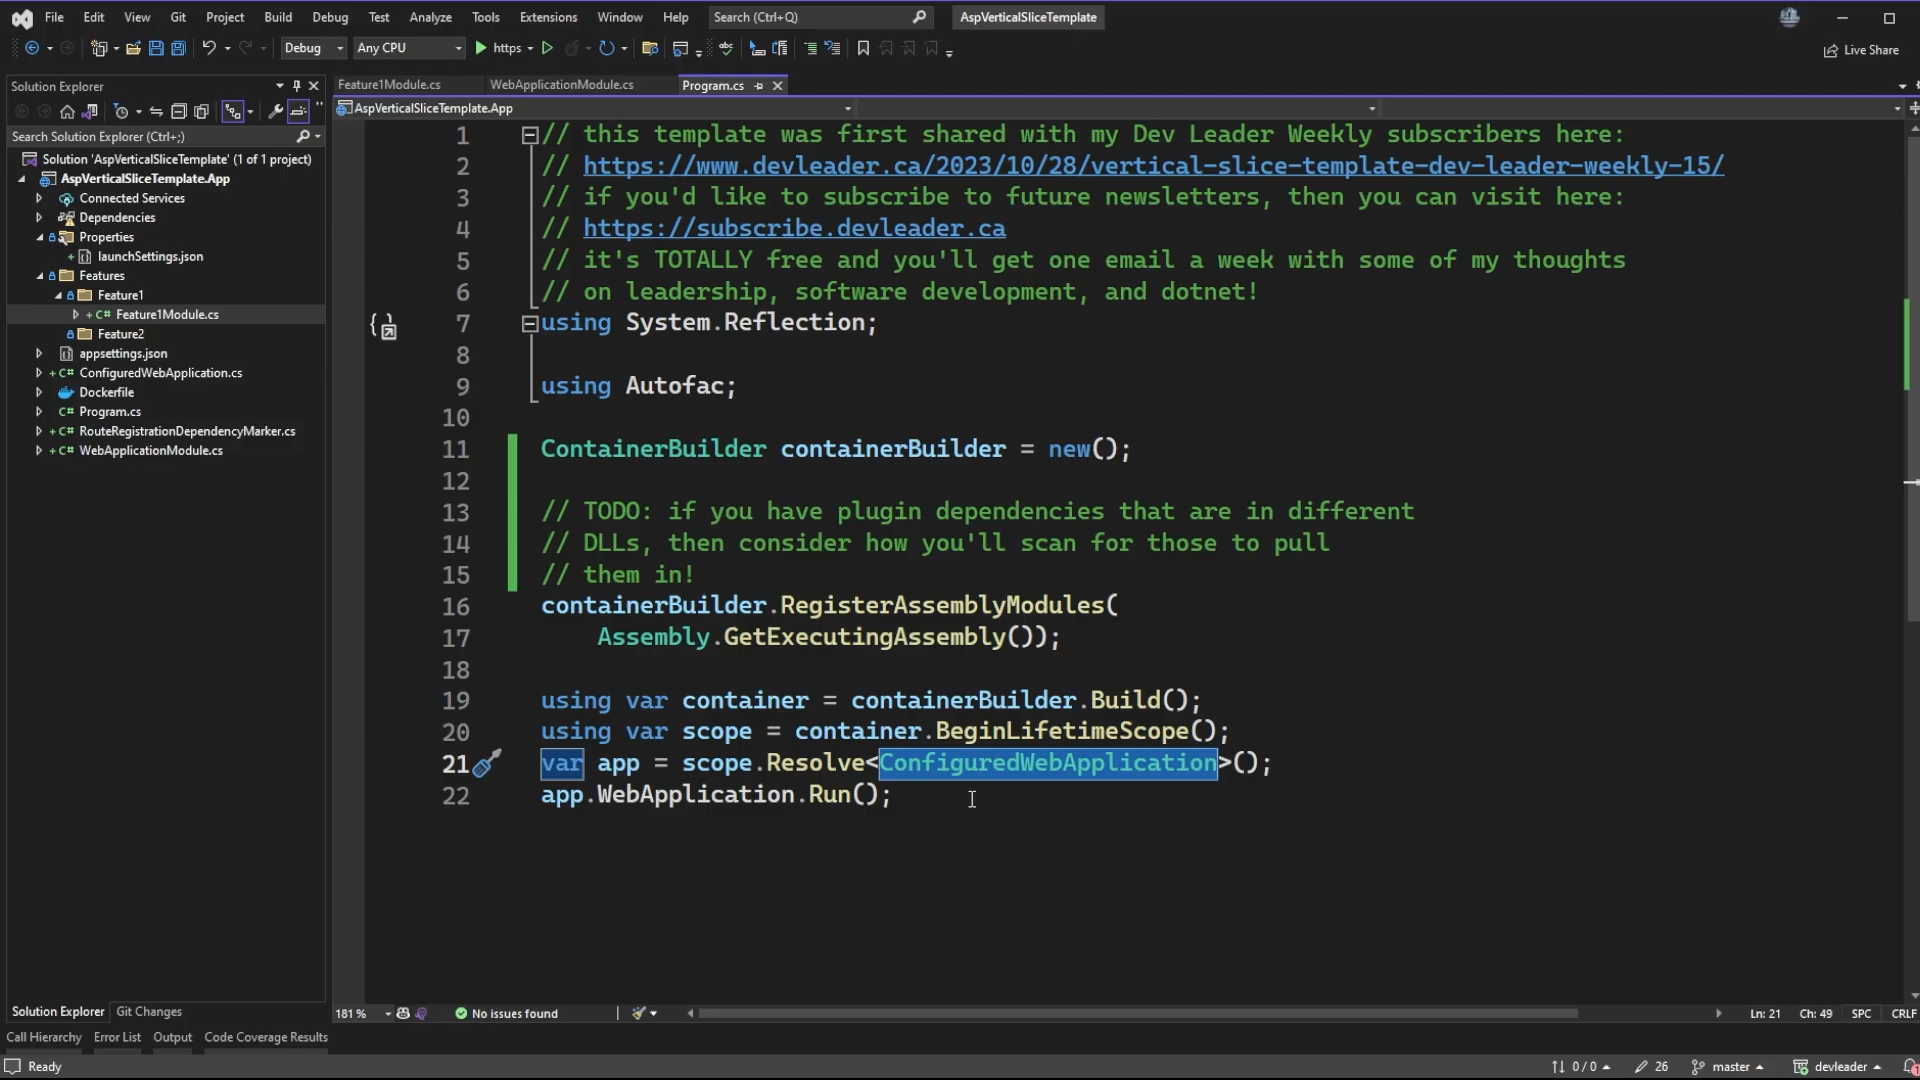 File Edit View Git Project Build Debug Test Analyze Tools Extensions Window Help Search (Ctrl+Q) AspVerticalSliceTemplate
Debug Any CPU https Live Share
Solution Explorer
Feature1Module.cs WebApplicationModule.cs Program.cs
AspVerticalSliceTemplate.App
Search Solution Explorer (Ctrl+;)
Solution 'AspVerticalSliceTemplate' (1 of 1 project)
AspVerticalSliceTemplate.App
Connected Services
Dependencies
Properties
launchSettings.json
Features
Feature1
C# Feature1Module.cs
Feature2
appsettings.json
C# ConfiguredWebApplication.cs
Dockerfile
C# Program.cs
C# RouteRegistrationDependencyMarker.cs
C# WebApplicationModule.cs
1 // this template was first shared with my Dev Leader Weekly subscribers here:
2 // https://www.devleader.ca/2023/10/28/vertical-slice-template-dev-leader-weekly-15/
3 // if you'd like to subscribe to future newsletters, then you can visit here:
4 // https://subscribe.devleader.ca
5 // it's TOTALLY free and you'll get one email a week with some of my thoughts
6 // on leadership, software development, and dotnet!
7 using System.Reflection;
8
9 using Autofac;
10
11 ContainerBuilder containerBuilder = new();
12
13 // TODO: if you have plugin dependencies that are in different
14 // DLLs, then consider how you'll scan for those to pull
15 // them in!
16 containerBuilder.RegisterAssemblyModules(
17 Assembly.GetExecutingAssembly());
18
19 using var container = containerBuilder.Build();
20 using var scope = container.BeginLifetimeScope();
21 var app = scope.Resolve<ConfiguredWebApplication>();
22 app.WebApplication.Run();
Solution Explorer Git Changes
181 % No issues found Ln: 21 Ch: 49 SPC CRLF
Call Hierarchy Error List Output Code Coverage Results
Ready 0 / 0 26 master devleader